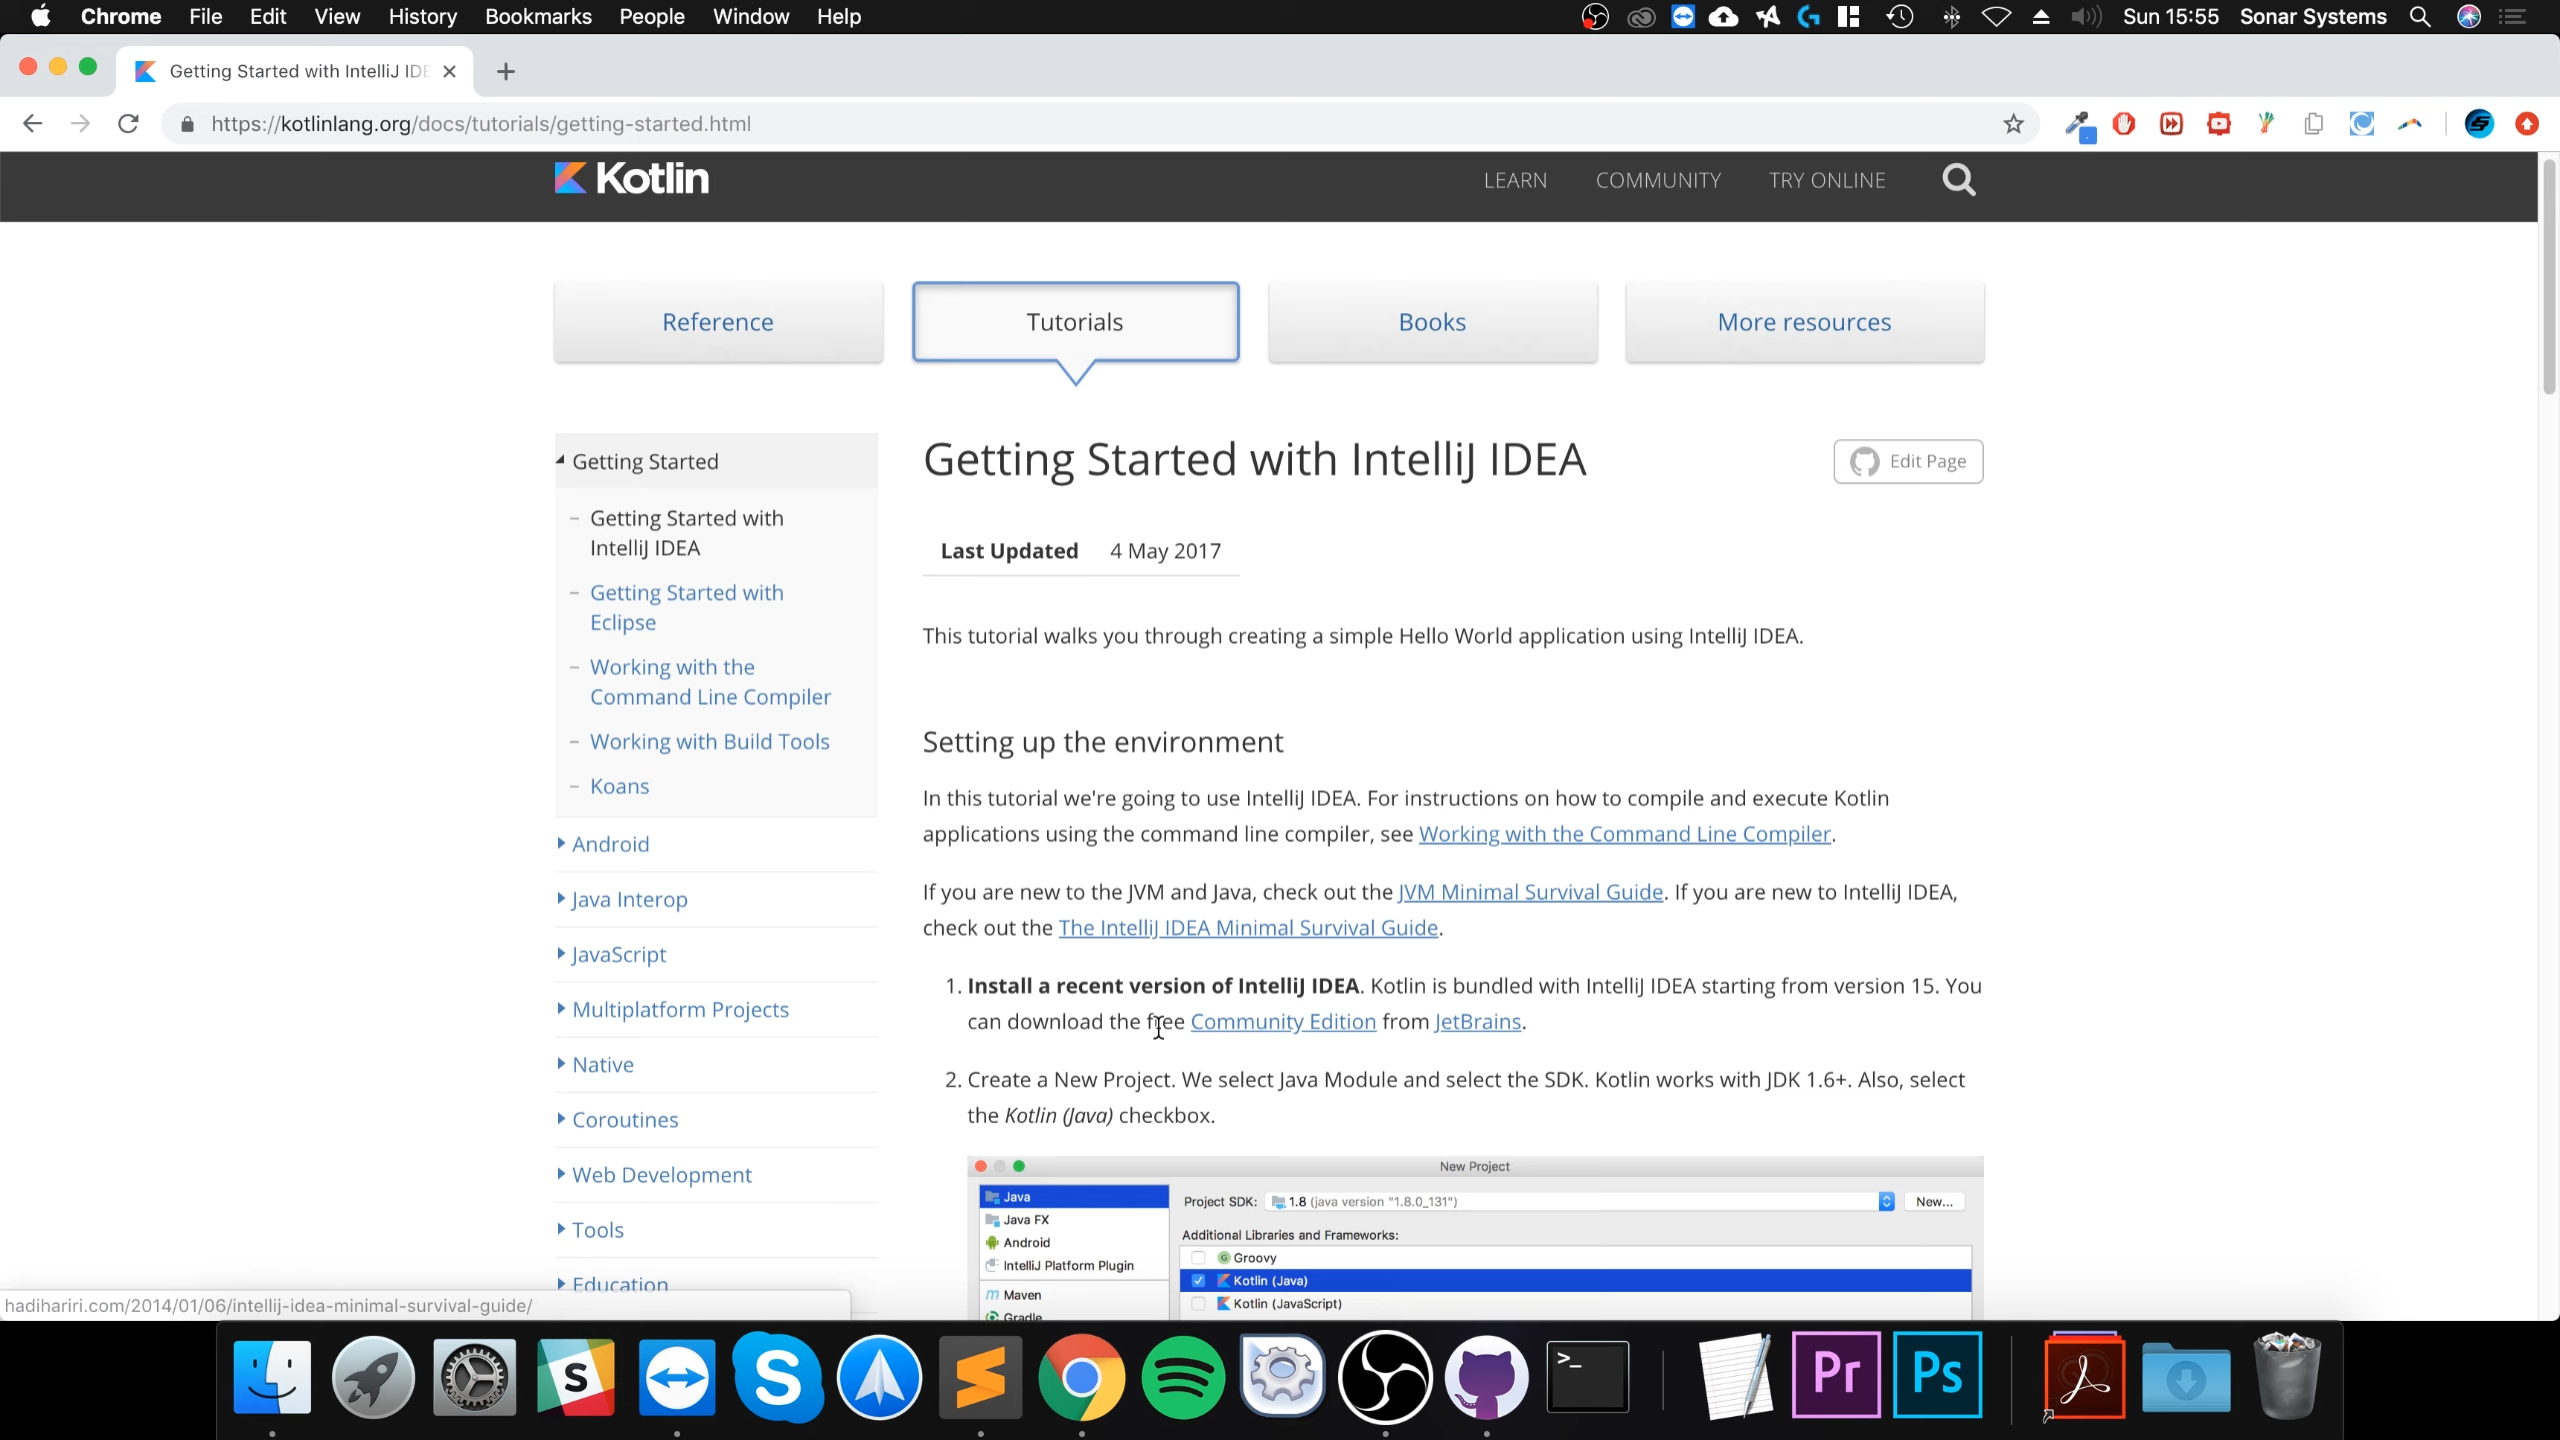 Chrome File Edit View History Bookmarks People Window Help
Sun 15:55 Sonar Systems
Getting Started with IntelliJ IDE
https://kotlinlang.org/docs/tutorials/getting-started.html
Kotlin
LEARN COMMUNITY TRY ONLINE
Reference Tutorials Books More resources
Getting Started
– Getting Started with
IntelliJ IDEA
– Getting Started with
Eclipse
– Working with the
Command Line Compiler
– Working with Build Tools
– Koans
Android
Java Interop
JavaScript
Multiplatform Projects
Native
Coroutines
Web Development
Tools
Education
Getting Started with IntelliJ IDEA
Edit Page
Last Updated 4 May 2017
This tutorial walks you through creating a simple Hello World application using IntelliJ IDEA.
Setting up the environment
In this tutorial we're going to use IntelliJ IDEA. For instructions on how to compile and execute Kotlin
applications using the command line compiler, see Working with the Command Line Compiler.
If you are new to the JVM and Java, check out the JVM Minimal Survival Guide. If you are new to IntelliJ IDEA,
check out the The IntelliJ IDEA Minimal Survival Guide.
1. Install a recent version of IntelliJ IDEA. Kotlin is bundled with IntelliJ IDEA starting from version 15. You
can download the free Community Edition from JetBrains.
2. Create a New Project. We select Java Module and select the SDK. Kotlin works with JDK 1.6+. Also, select
the Kotlin (Java) checkbox.
New Project
Java
Java FX
Android
IntelliJ Platform Plugin
Maven
Gradle
Project SDK: 1.8 (java version "1.8.0_131") New...
Additional Libraries and Frameworks:
Groovy
Kotlin (Java)
Kotlin (JavaScript)
hadihariri.com/2014/01/06/intellij-idea-minimal-survival-guide/
S S S >_ Pr Ps